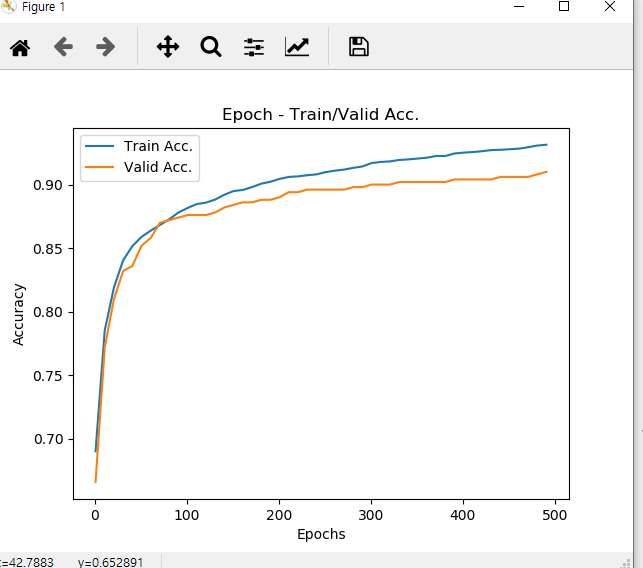 Figure 1
Epoch - Train/Valid Acc.
Train Acc.
Valid Acc.
0.90
0.85
0.80
0.75
0.70
Accuracy
0 100 200 300 400 500
Epochs
=42.7883 y=0.652891